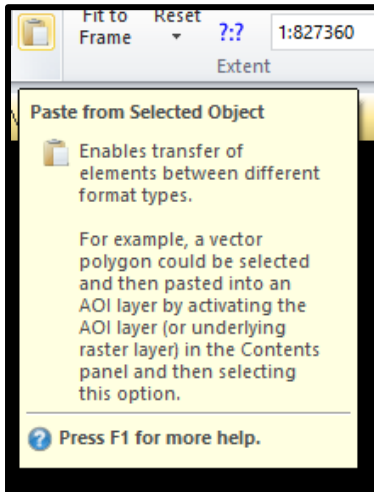 Fit to
Frame
Reset
?:?
1:827360
Extent
Paste from Selected Object
Enables transfer of
elements between different
format types.
For example, a vector
polygon could be selected
and then pasted into an
AOI layer by activating the
AOI layer (or underlying
raster layer) in the Contents
panel and then selecting
this option.
Press F1 for more help.